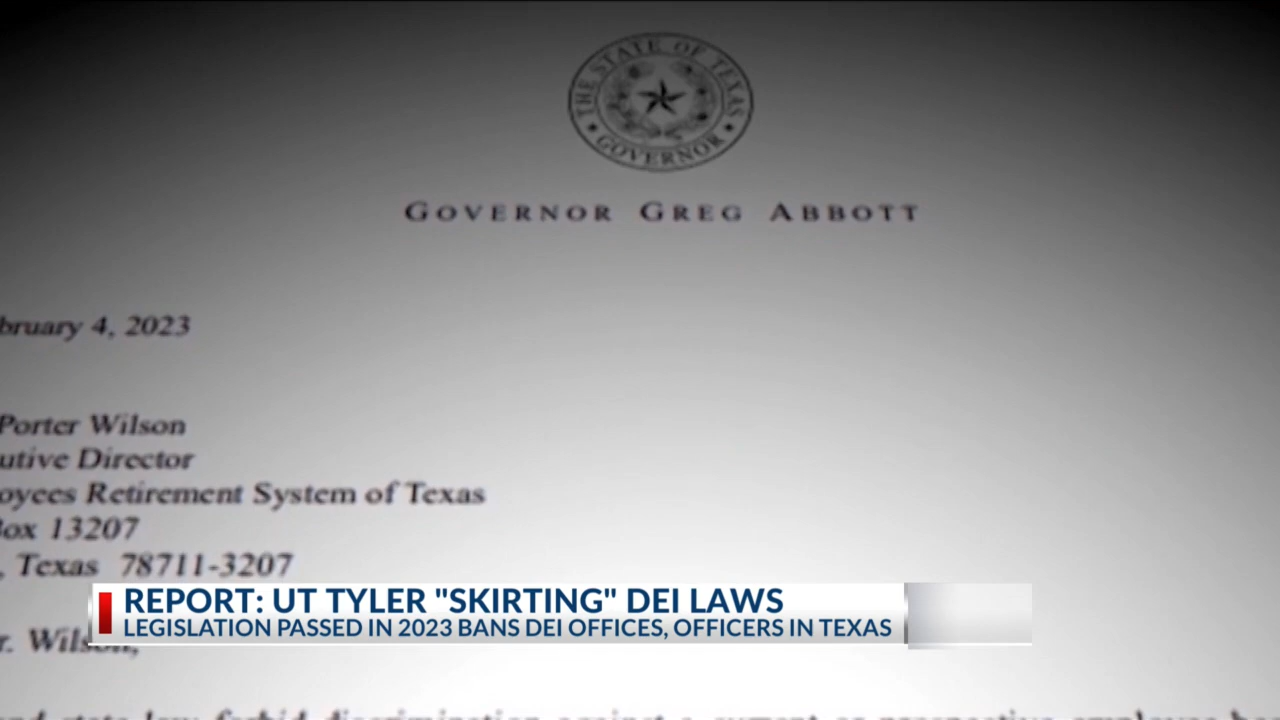 THE STATE OF TEXAS
GOVERNOR
GOVERNOR GREG ABBOTT
bruary 4, 2023
Porter Wilson
utive Director
oyees Retirement System of Texas
Box 13207
, Texas 78711-3207
REPORT: UT TYLER "SKIRTING" DEI LAWS
LEGISLATION PASSED IN 2023 BANS DEI OFFICES, OFFICERS IN TEXAS
r. Wilson,